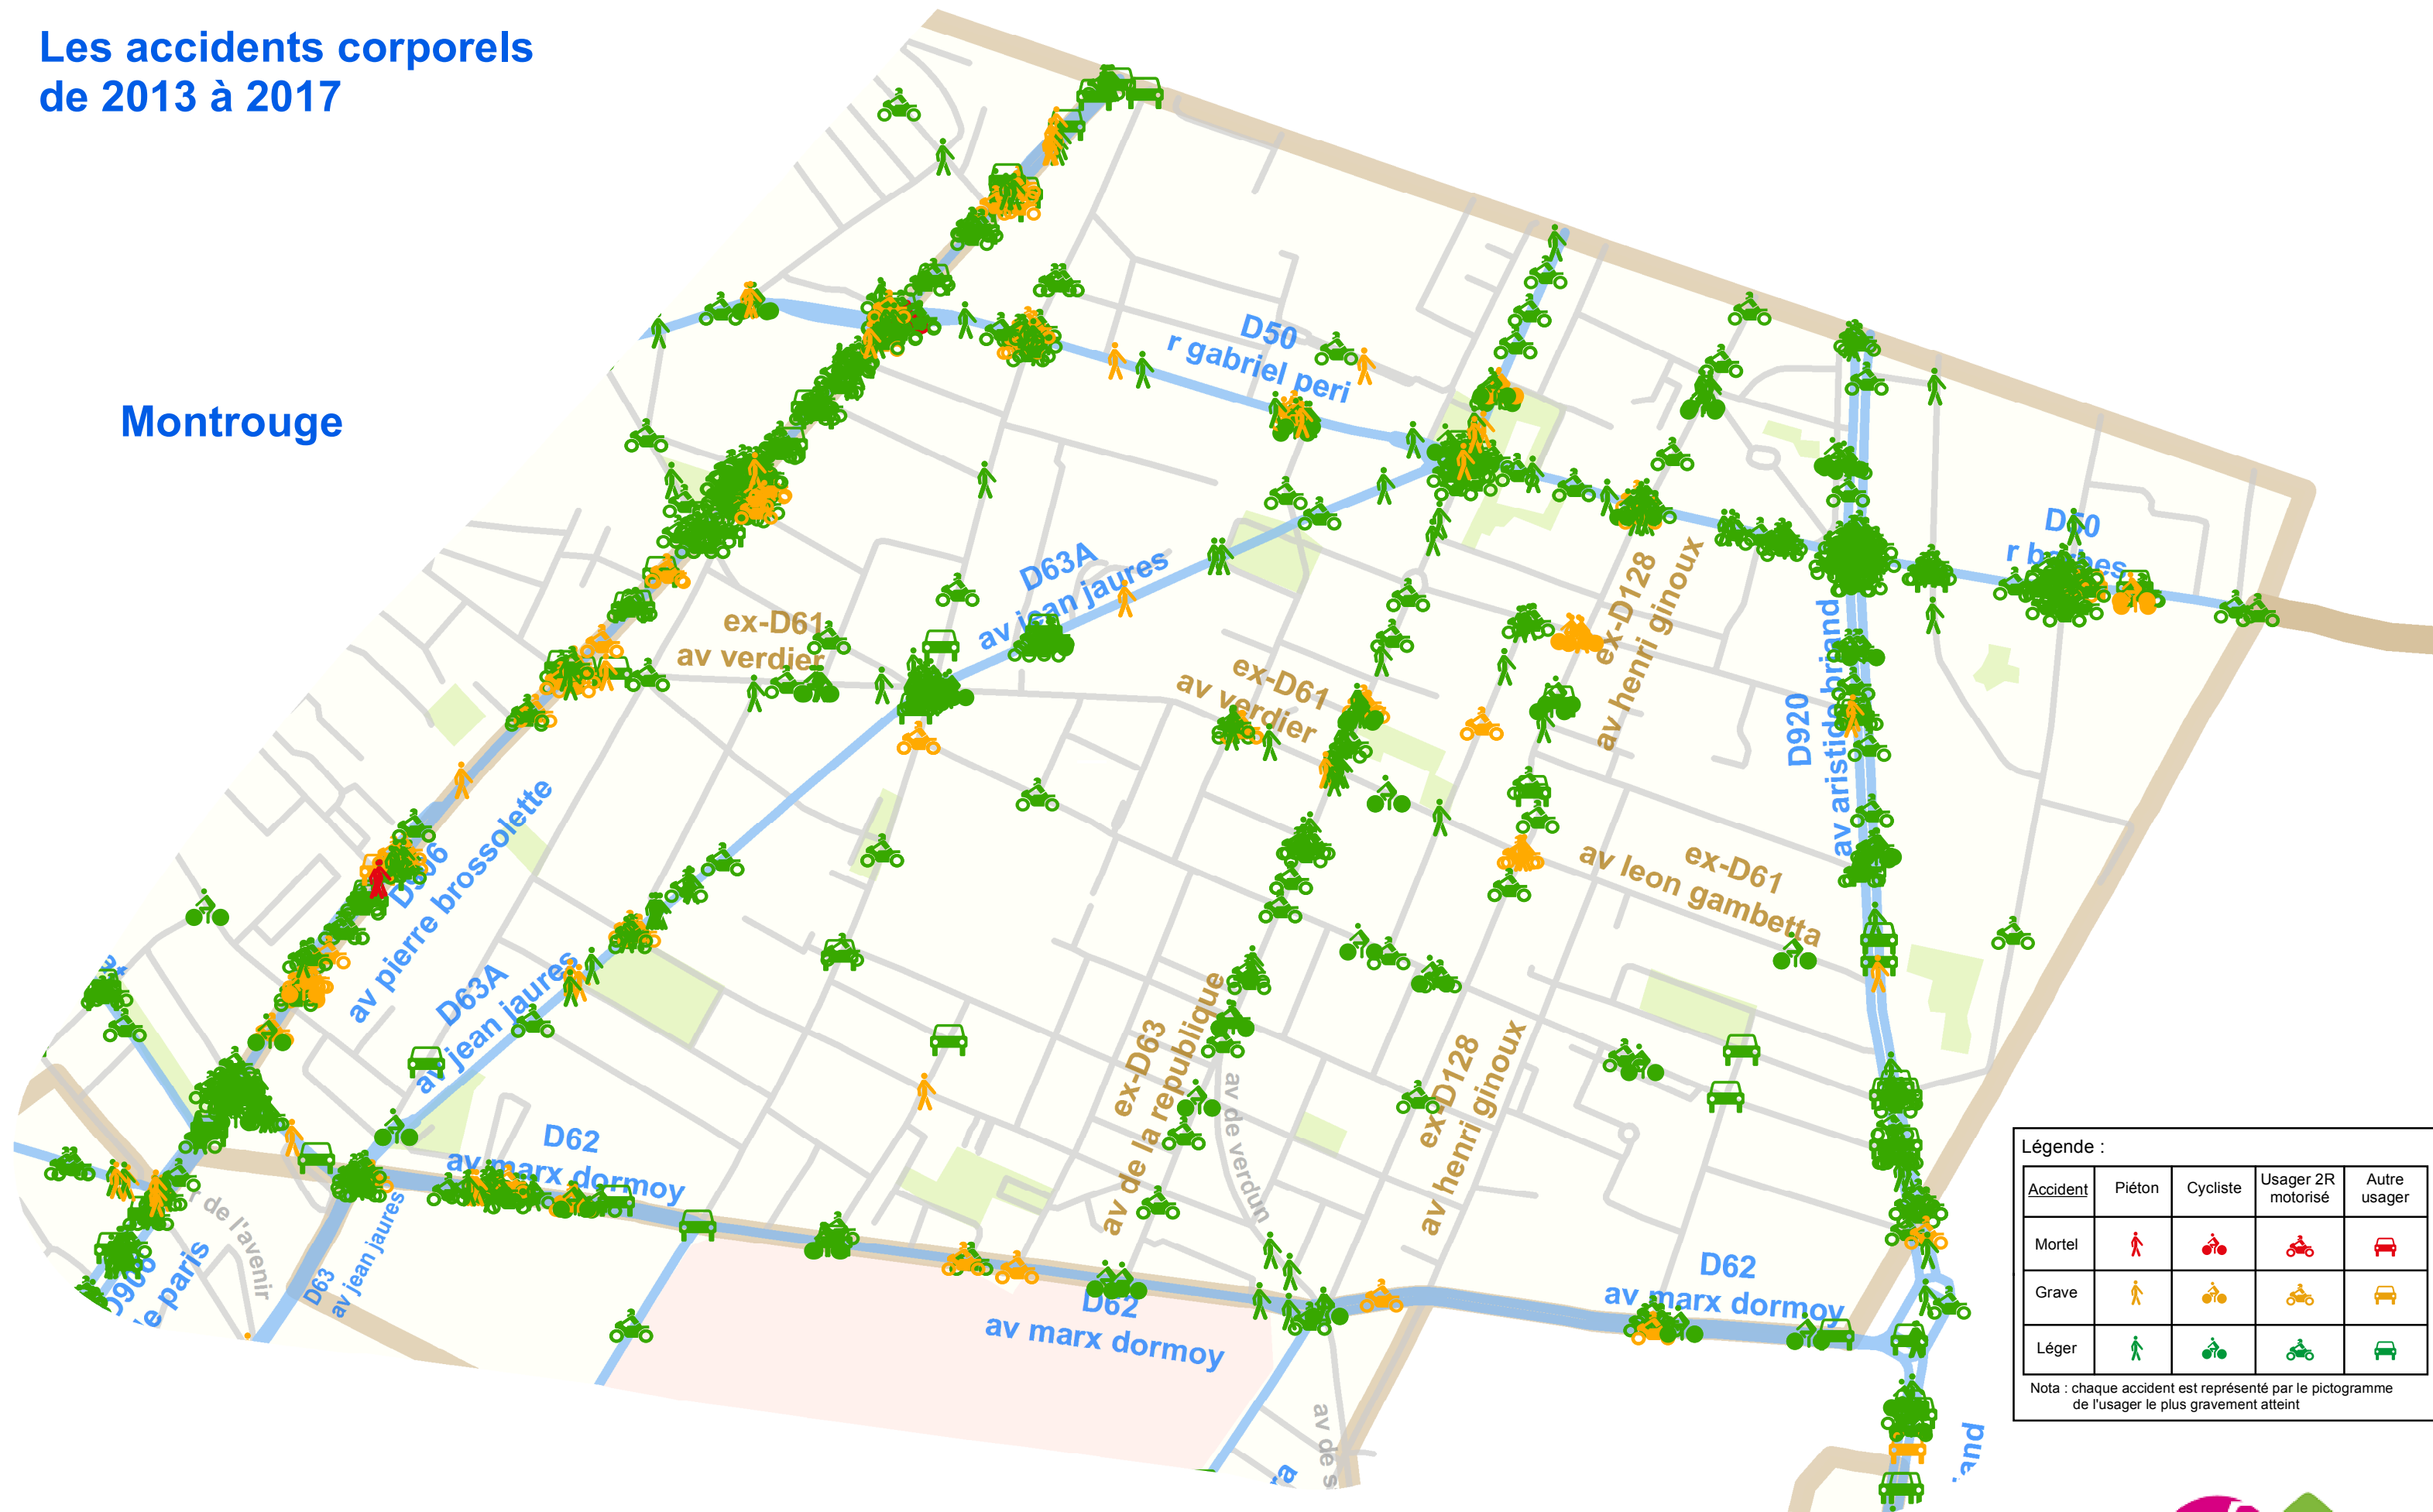 Les accidents corporels
de 2013 à 2017
Montrouge
D50
r gabriel peri
D63A
av jean jaures
ex-D61
av verdier
ex-D61
av verdier
ex-D128
av henri ginoux
D50
D920
av aristide briand
ex-D61
av leon gambetta
D906
av pierre brossolette
D63A
av jean jaures
ex-D63
av de la republique
av de verdun
ex-D128
av henri ginoux
D62
av marx dormoy
D63
av jean jaures
r de l'avenir
D906
paris
D62
av marx dormoy
D62
av marx dormoy
av de
Légende :
Accident
Piéton
Cycliste
Usager 2R
motorisé
Autre
usager
Mortel
Grave
Léger
Nota : chaque accident est représenté par le pictogramme
de l'usager le plus gravement atteint